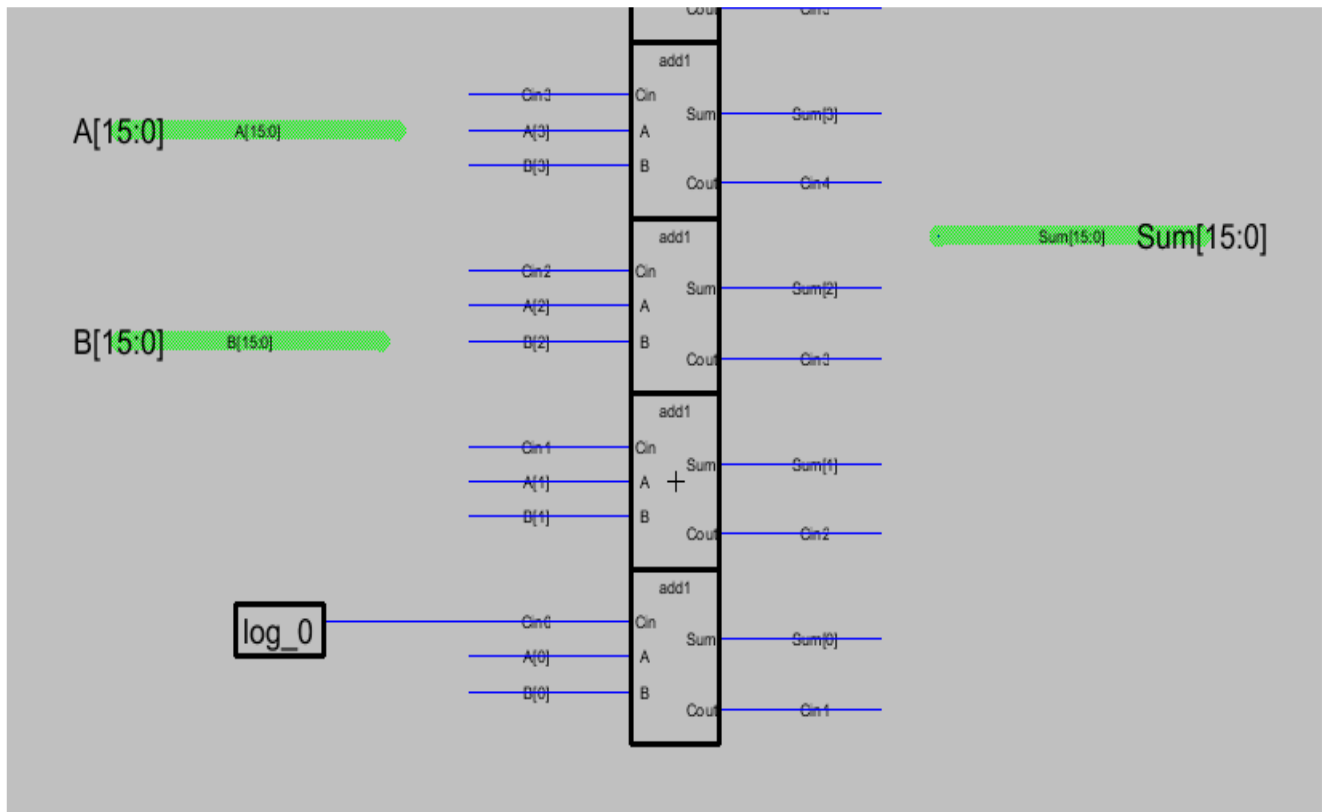 Cout Cin5
add1
Cin3 Cin
Sum Sum[3]
A[15:0] A[15:0] A[3] A
B[3] B
Cout Cin4
add1
Sum[15:0] Sum[15:0]
Cin2 Cin
Sum Sum[2]
A[2] A
B[15:0] B[15:0] B[2] B
Cout Cin3
add1
Cin1 Cin
Sum Sum[1]
A[1] A
B[1] B
Cout Cin2
add1
Cin0 Cin
log_0
Sum Sum[0]
A[0] A
B[0] B
Cout Cin1